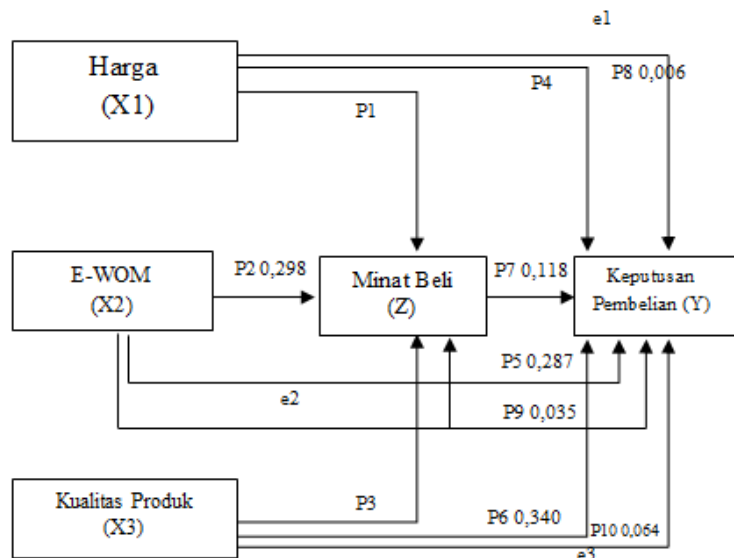 e1
Harga
(X1)
P4
P8 0,006
P1
E-WOM
(X2)
P2 0,298
Minat Beli
(Z)
P7 0,118
Keputusan
Pembelian (Y)
P5 0,287
e2
P9 0,035
Kualitas Produk
(X3)
P3
P6 0,340
P10 0,064
e3